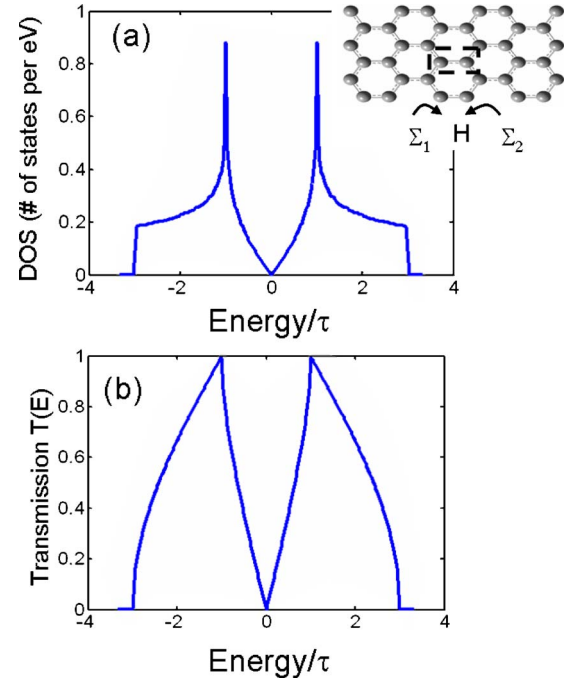 (a)
DOS (# of states per eV)
1
0.8
0.6
0.4
0.2
0
-4
-2
0
2
4
Energy/τ
Σ1
H
Σ2
(b)
Transmission T(E)
1
0.8
0.6
0.4
0.2
0
-4
-2
0
2
4
Energy/τ